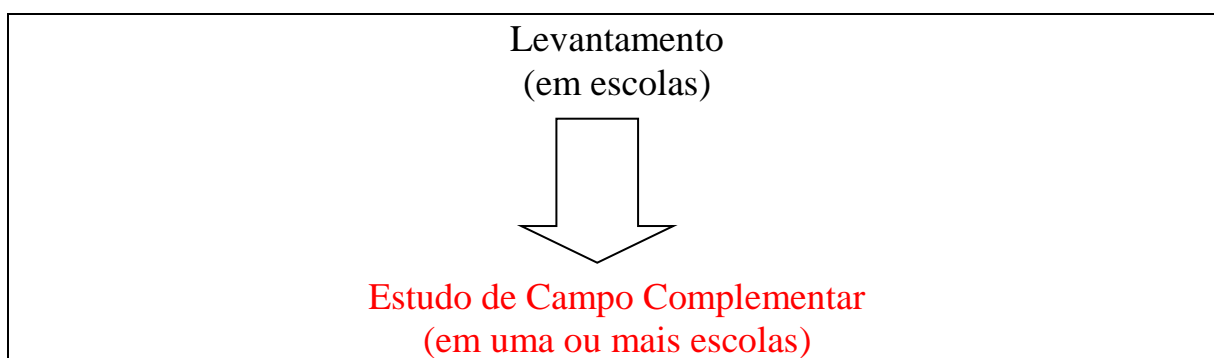 Levantamento
(em escolas)
Estudo de Campo Complementar
(em uma ou mais escolas)